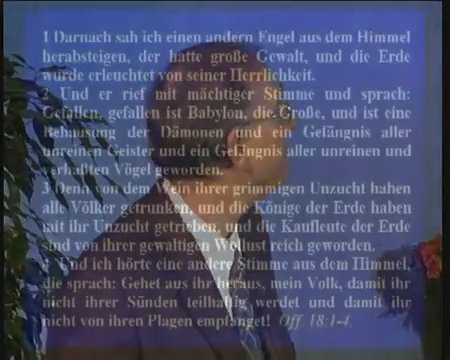 1 Darnach sah ich einen andern Engel aus dem Himmel
herabsteigen, der hatte große Gewalt, und die Erde
wurde erleuchtet von seiner Herrlichkeit.
2 Und er rief mit mächtiger Stimme und sprach:
Gefallen, gefallen ist Babylon, die Große, und ist eine
Behausung der Dämonen und ein Gefängnis aller
unreinen Geister und ein Gefängnis aller unreinen und
verhaßten Vögel geworden.
3 Denn von dem Wein ihrer grimmigen Unzucht haben
alle Völker getrunken, und die Könige der Erde haben
mit ihr Unzucht getrieben, und die Kaufleute der Erde
sind von ihrer gewaltigen Wollust reich geworden.
4 Und ich hörte eine andere Stimme aus dem Himmel,
die sprach: Gehet aus ihr heraus, mein Volk, damit ihr
nicht ihrer Sünden teilhaftig werdet und damit ihr
nicht von ihren Plagen empfanget! Off. 18:1-4.